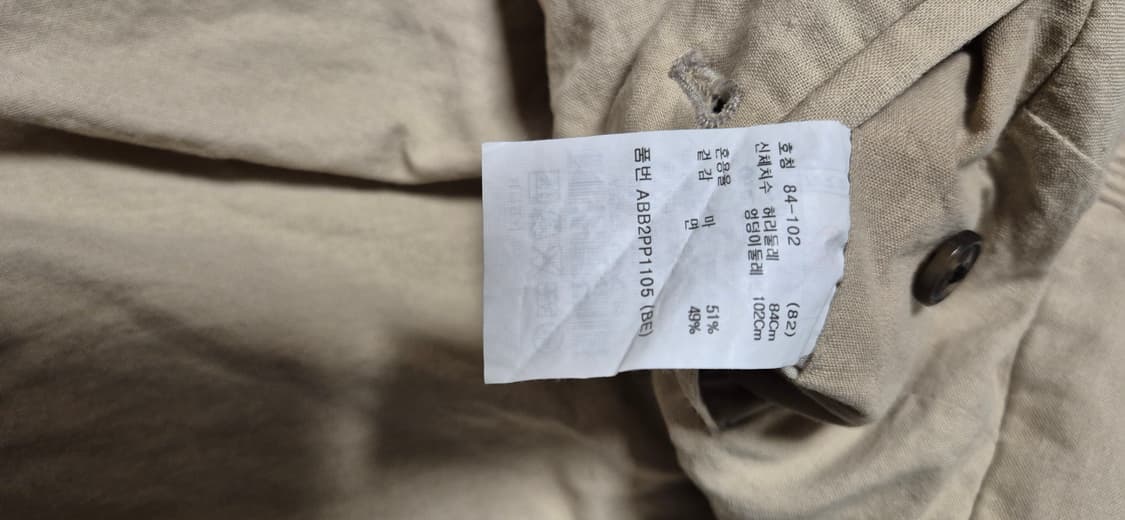 호칭 84-102 (82)
신체치수 허리둘레 84Cm
엉덩이둘레 102Cm
혼용율
겉감 마 51%
면 49%
품번 ABB2PP1105 (BE)